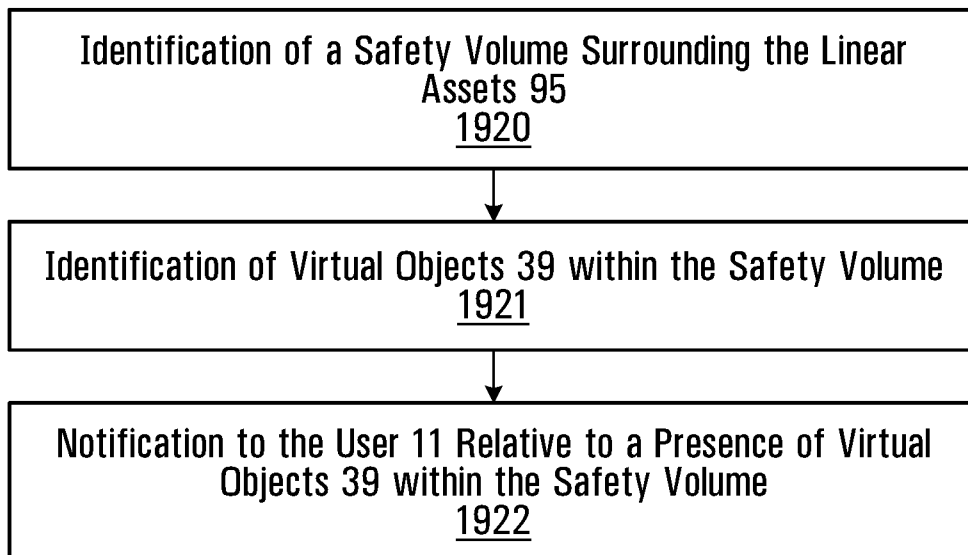 Identification of a Safety Volume Surrounding the Linear
Assets 95
1920
Identification of Virtual Objects 39 within the Safety Volume
1921
Notification to the User 11 Relative to a Presence of Virtual
Objects 39 within the Safety Volume
1922